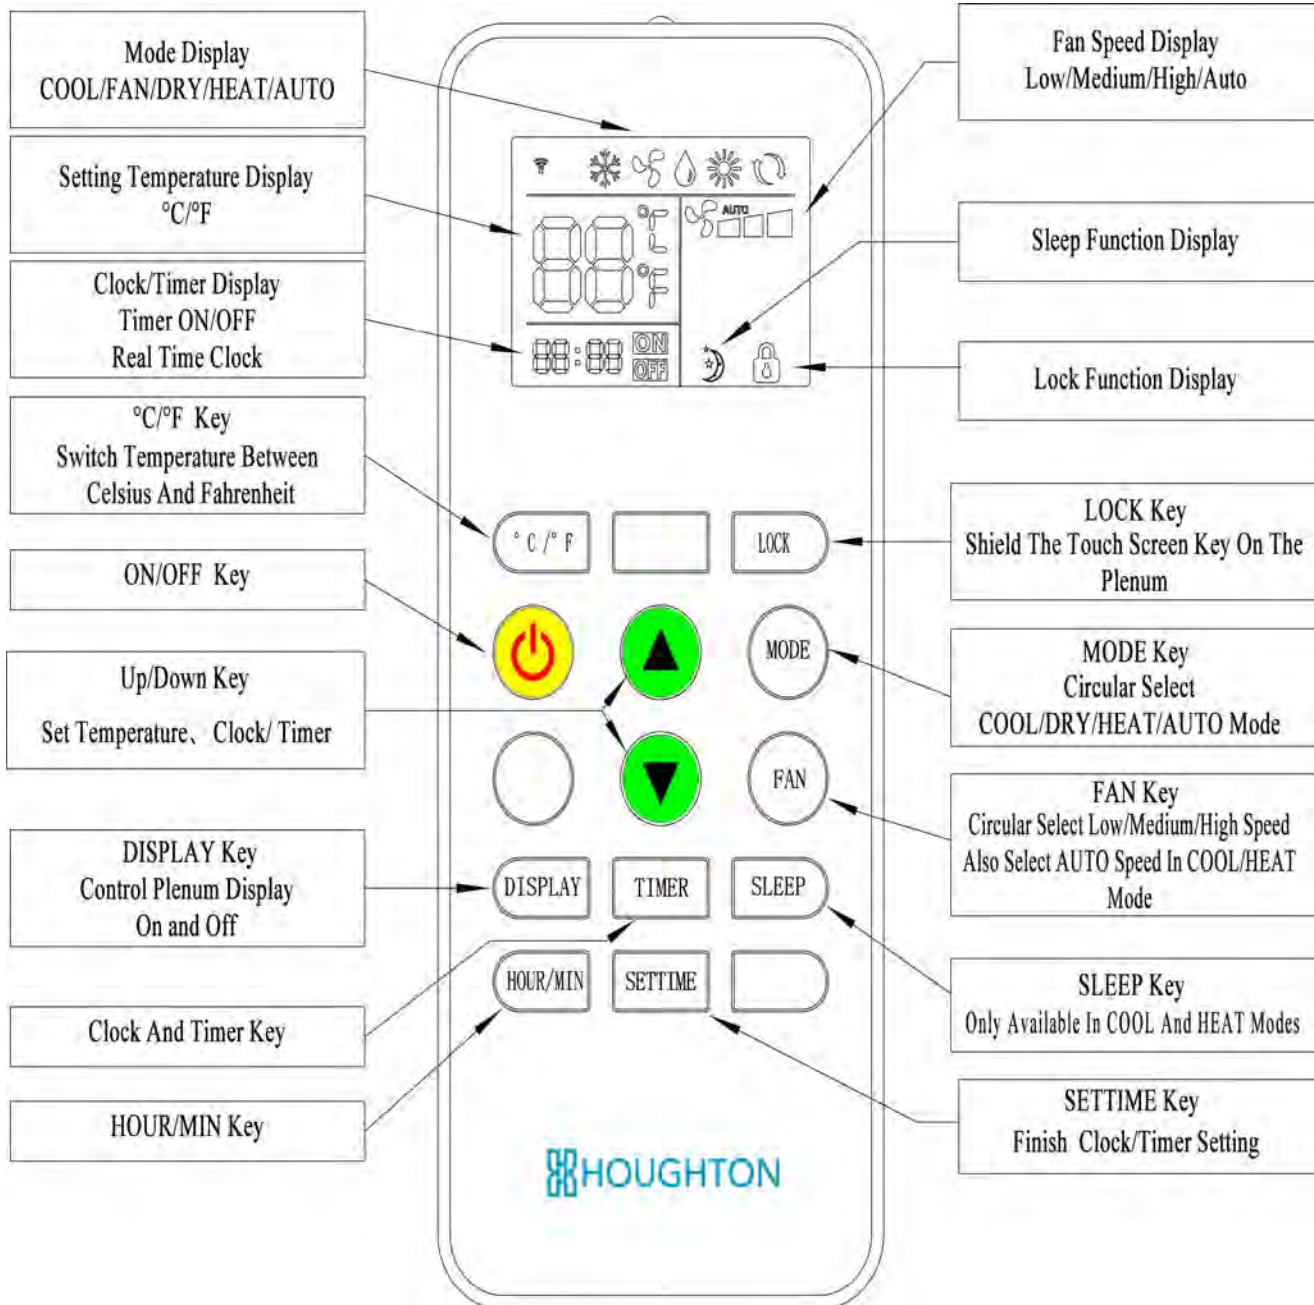 Mode Display
COOL/FAN/DRY/HEAT/AUTO
Setting Temperature Display
°C/°F
Clock/Timer Display
Timer ON/OFF
Real Time Clock
°C/°F Key
Switch Temperature Between
Celsius And Fahrenheit
ON/OFF Key
Up/Down Key
Set Temperature、 Clock/ Timer
DISPLAY Key
Control Plenum Display
On and Off
Clock And Timer Key
HOUR/MIN Key
AUTO
°C
°F
88:88
ON
OFF
88
°C/°F
LOCK
MODE
FAN
DISPLAY
TIMER
SLEEP
HOUR/MIN
SETTIME
HOUGHTON
Fan Speed Display
Low/Medium/High/Auto
Sleep Function Display
Lock Function Display
LOCK Key
Shield The Touch Screen Key On The
Plenum
MODE Key
Circular Select
COOL/DRY/HEAT/AUTO Mode
FAN Key
Circular Select Low/Medium/High Speed
Also Select AUTO Speed In COOL/HEAT
Mode
SLEEP Key
Only Available In COOL And HEAT Modes
SETTIME Key
Finish Clock/Timer Setting